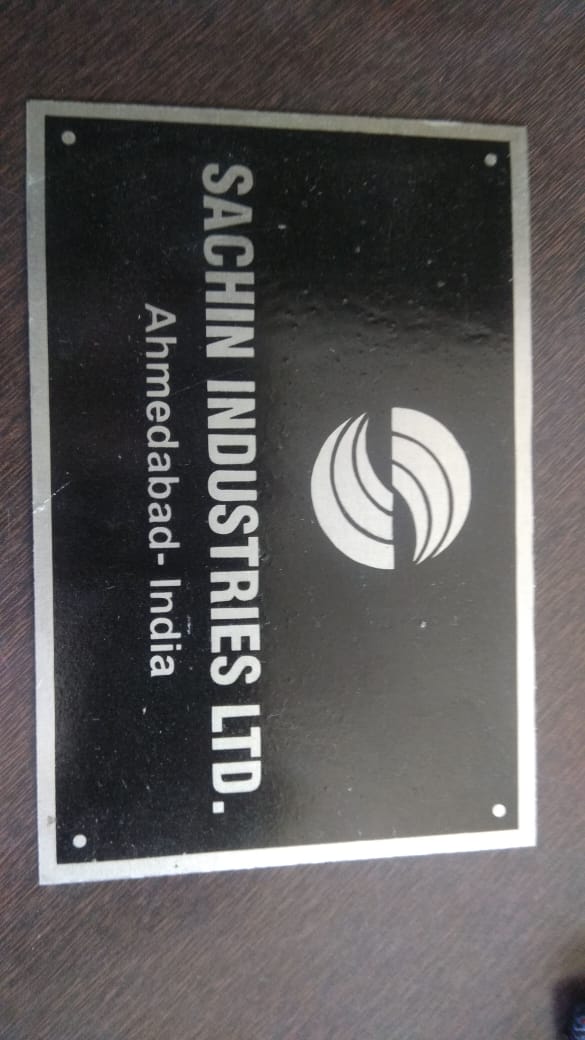 SACHIN INDUSTRIES LTD.
Ahmedabad- India